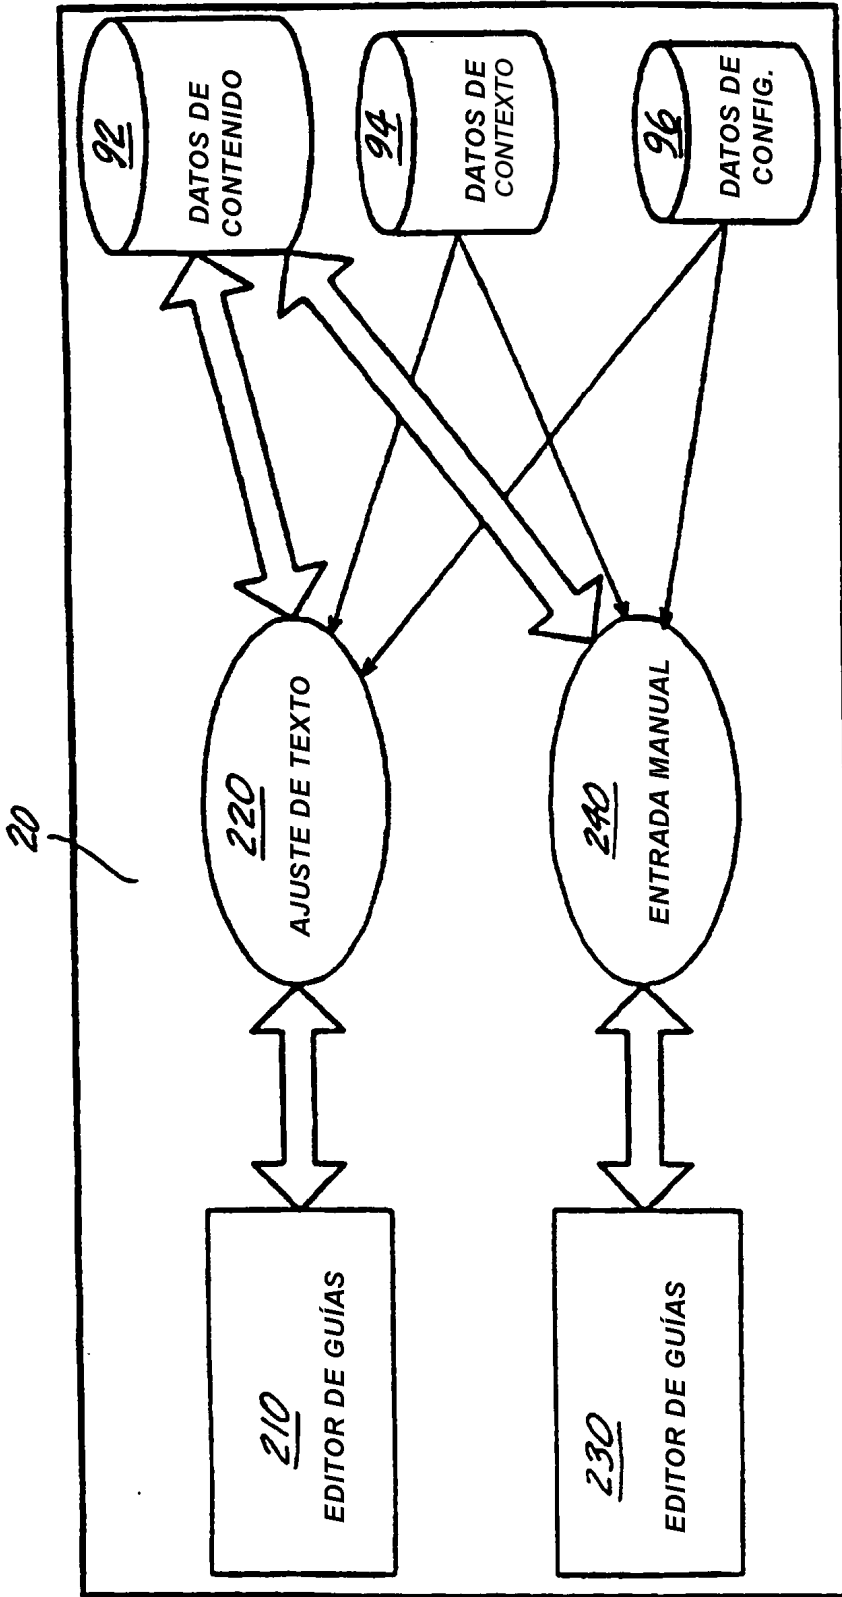 20
210
EDITOR DE GUÍAS
220
AJUSTE DE TEXTO
92
DATOS DE
CONTENIDO
94
DATOS DE
CONTEXTO
230
EDITOR DE GUÍAS
240
ENTRADA MANUAL
96
DATOS DE
CONFIG.